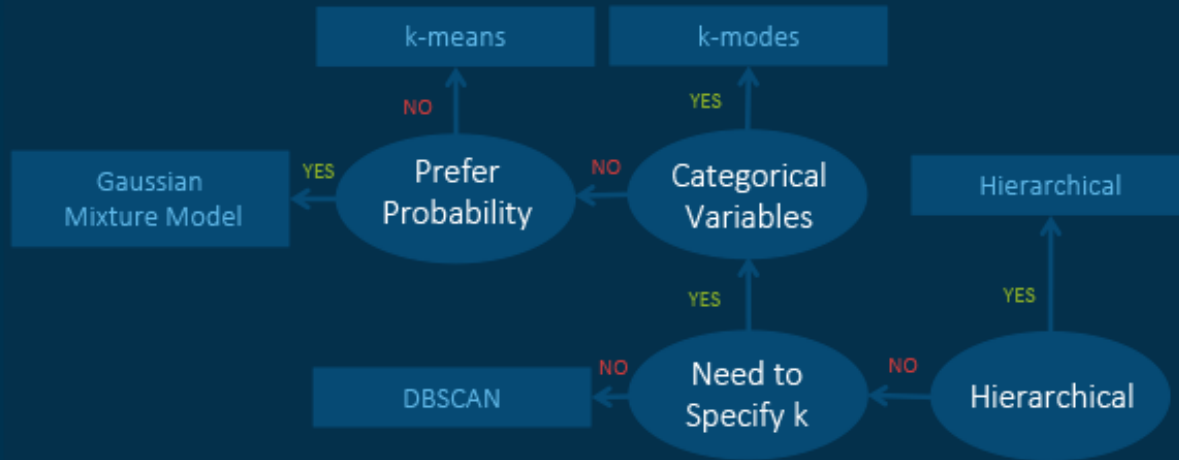 k-means
k-modes
NO
YES
Gaussian
Mixture Model
YES
Prefer
Probability
NO
Categorical
Variables
Hierarchical
YES
YES
DBSCAN
NO
Need to
Specify k
NO
Hierarchical